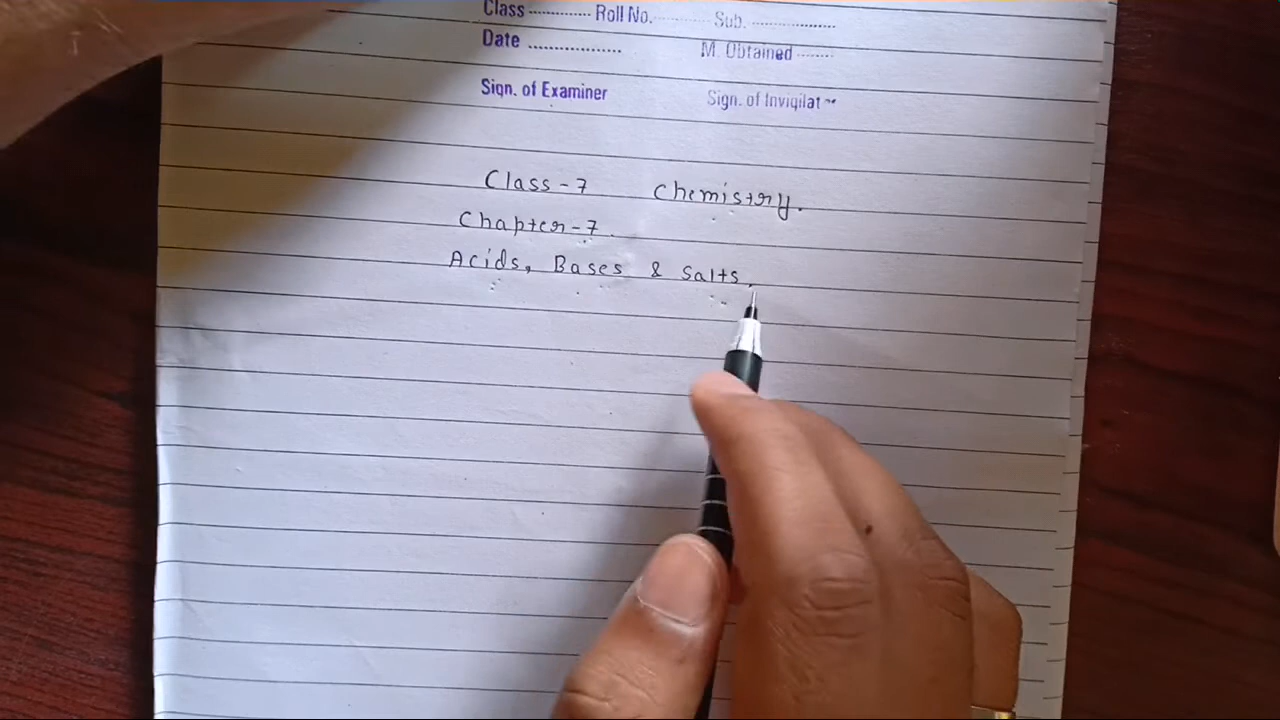 Class ............. Roll No. ............. Sub. .................
Date .................. M. Obtained ........
Sign. of Examiner Sign. of Invigilator
Class-7 Chemistry.
Chapter-7.
Acids, Bases & Salts.